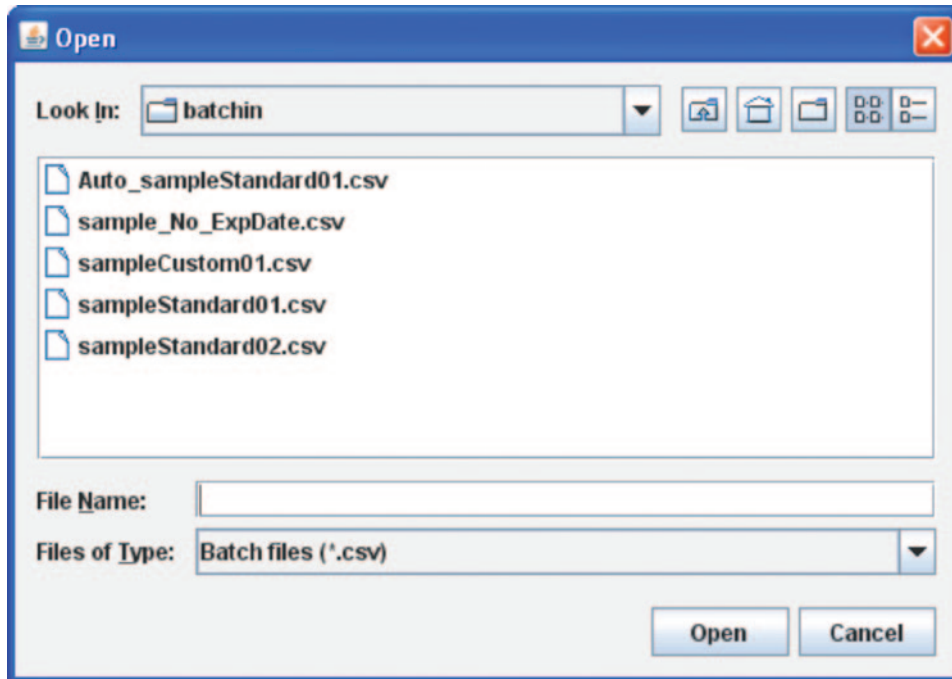 Open
Look In: batchin
Auto_sampleStandard01.csv
sample_No_ExpDate.csv
sampleCustom01.csv
sampleStandard01.csv
sampleStandard02.csv
File Name:
Files of Type: Batch files (*.csv)
Open Cancel